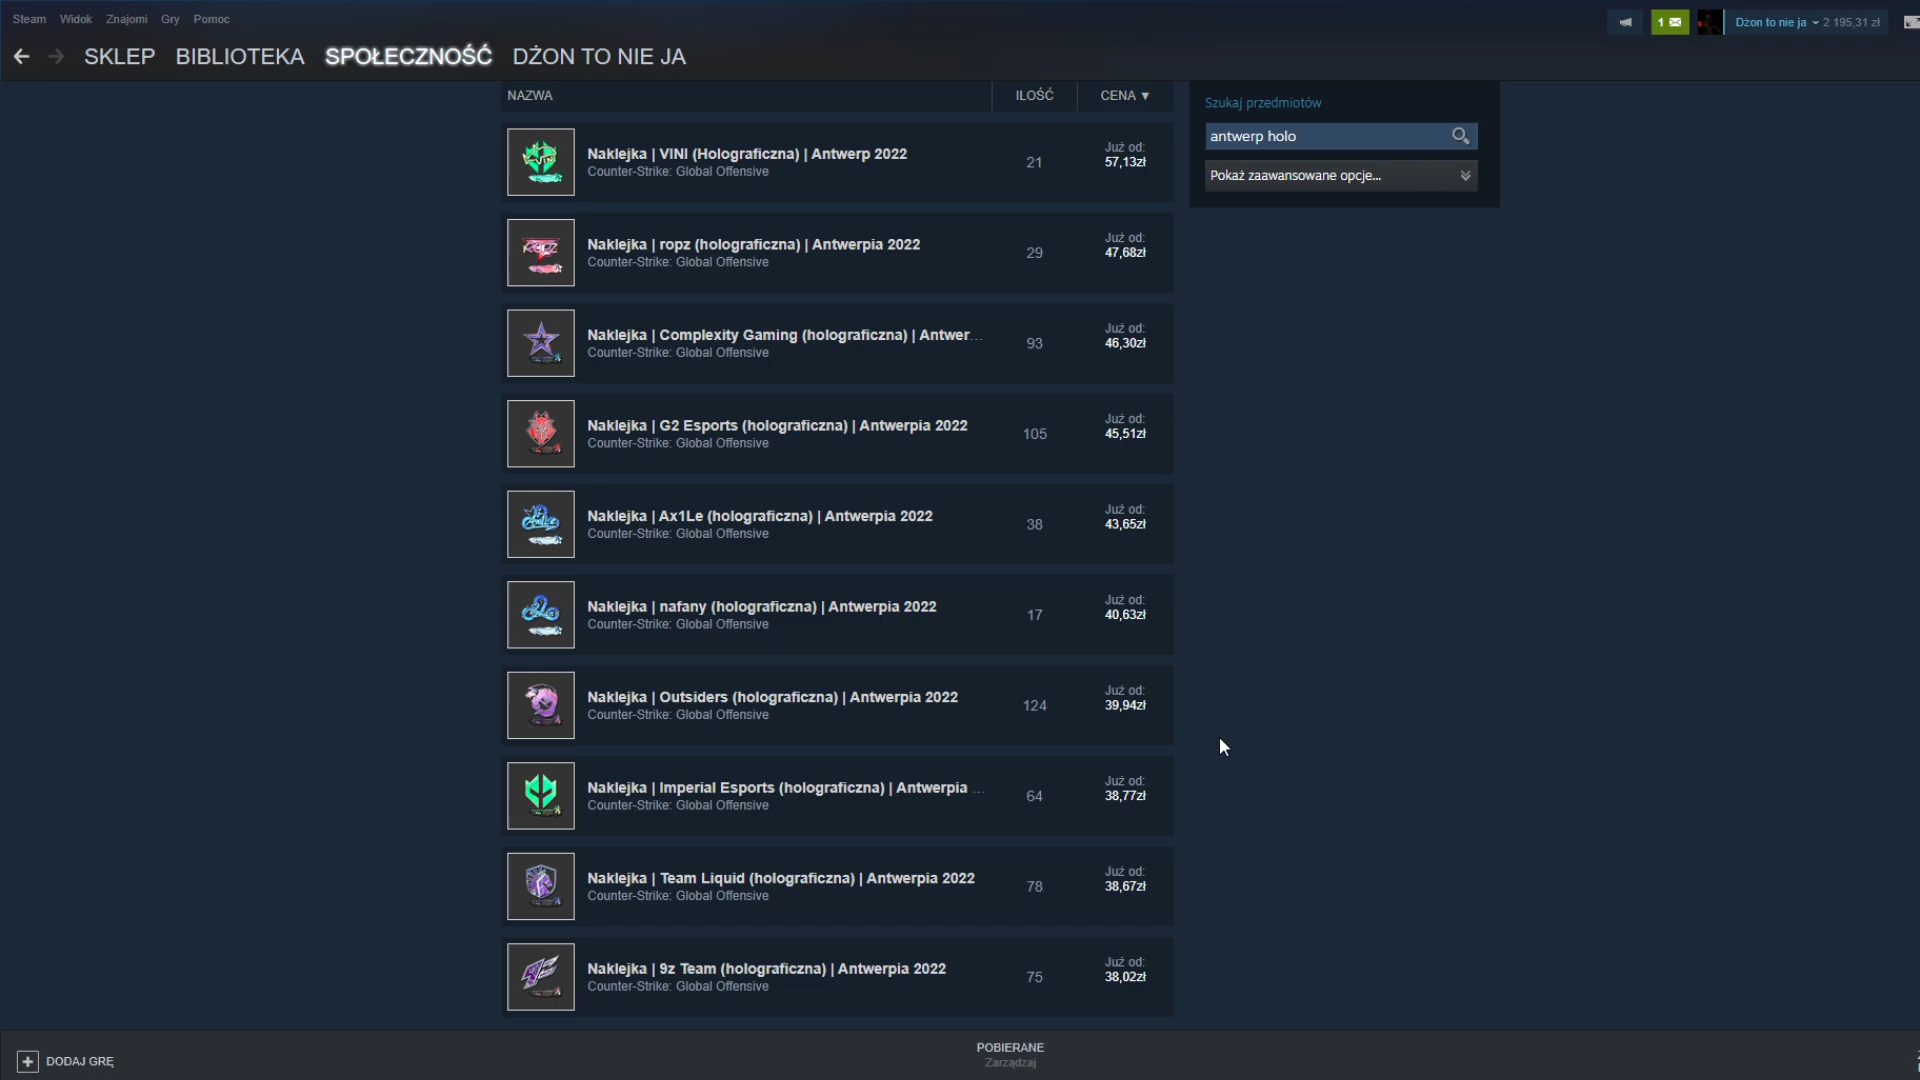 Steam Widok Znajomi Gry Pomoc
1 Dżon to nie ja 2 195,31 zł
SKLEP BIBLIOTEKA SPOŁECZNOŚĆ DŻON TO NIE JA
NAZWA ILOŚĆ CENA ▼
Szukaj przedmiotów
antwerp holo
Pokaż zaawansowane opcje...
Naklejka | VINI (Holograficzna) | Antwerp 2022
Counter-Strike: Global Offensive
21
Już od:
57,13zł
Naklejka | ropz (holograficzna) | Antwerpia 2022
Counter-Strike: Global Offensive
29
Już od:
47,68zł
Naklejka | Complexity Gaming (holograficzna) | Antwer...
Counter-Strike: Global Offensive
93
Już od:
46,30zł
Naklejka | G2 Esports (holograficzna) | Antwerpia 2022
Counter-Strike: Global Offensive
105
Już od:
45,51zł
Naklejka | Ax1Le (holograficzna) | Antwerpia 2022
Counter-Strike: Global Offensive
38
Już od:
43,65zł
Naklejka | nafany (holograficzna) | Antwerpia 2022
Counter-Strike: Global Offensive
17
Już od:
40,63zł
Naklejka | Outsiders (holograficzna) | Antwerpia 2022
Counter-Strike: Global Offensive
124
Już od:
39,94zł
Naklejka | Imperial Esports (holograficzna) | Antwerpia ...
Counter-Strike: Global Offensive
64
Już od:
38,77zł
Naklejka | Team Liquid (holograficzna) | Antwerpia 2022
Counter-Strike: Global Offensive
78
Już od:
38,67zł
Naklejka | 9z Team (holograficzna) | Antwerpia 2022
Counter-Strike: Global Offensive
75
Już od:
38,02zł
DODAJ GRĘ
POBIERANE
Zarządzaj